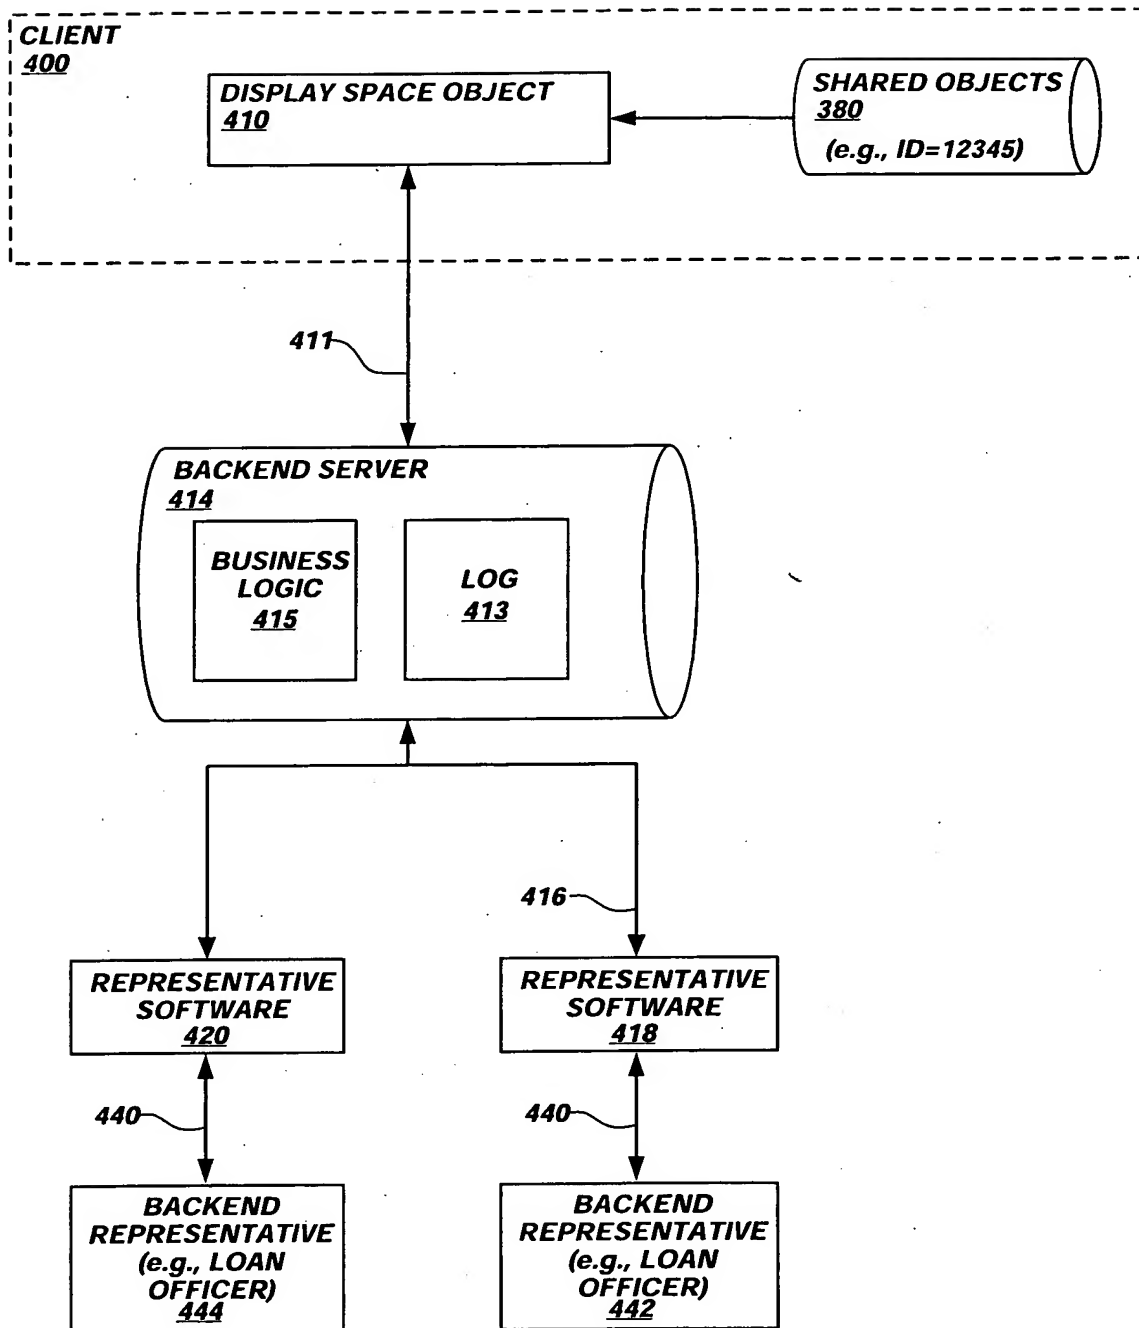 CLIENT
400
DISPLAY SPACE OBJECT
410
SHARED OBJECTS
380
(e.g., ID=12345)
411
BACKEND SERVER
414
BUSINESS
LOGIC
415
LOG
413
416
REPRESENTATIVE
SOFTWARE
420
REPRESENTATIVE
SOFTWARE
418
440
440
BACKEND
REPRESENTATIVE
(e.g., LOAN
OFFICER)
444
BACKEND
REPRESENTATIVE
(e.g., LOAN
OFFICER)
442